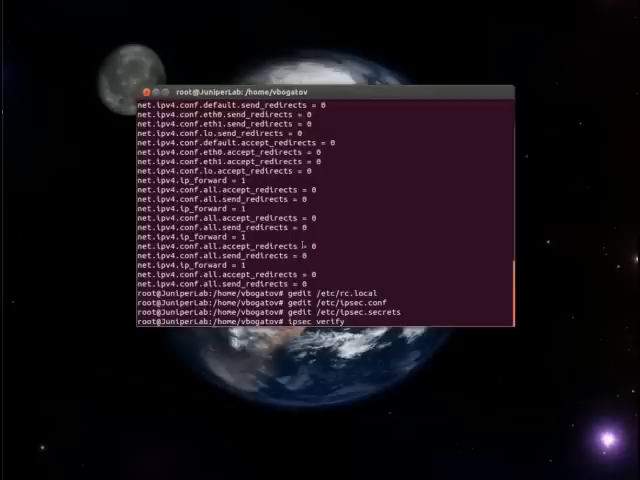 root@JuniperLab: /home/vbogatov
net.ipv4.conf.default.send_redirects = 0
net.ipv4.conf.eth0.send_redirects = 0
net.ipv4.conf.eth1.send_redirects = 0
net.ipv4.conf.lo.send_redirects = 0
net.ipv4.conf.default.accept_redirects = 0
net.ipv4.conf.eth0.accept_redirects = 0
net.ipv4.conf.eth1.accept_redirects = 0
net.ipv4.conf.lo.accept_redirects = 0
net.ipv4.ip_forward = 1
net.ipv4.conf.all.accept_redirects = 0
net.ipv4.conf.all.send_redirects = 0
net.ipv4.ip_forward = 1
net.ipv4.conf.all.accept_redirects = 0
net.ipv4.conf.all.send_redirects = 0
net.ipv4.ip_forward = 1
net.ipv4.conf.all.accept_redirects = 0
net.ipv4.conf.all.send_redirects = 0
net.ipv4.ip_forward = 1
net.ipv4.conf.all.accept_redirects = 0
net.ipv4.conf.all.send_redirects = 0
root@JuniperLab:/home/vbogatov# gedit /etc/rc.local
root@JuniperLab:/home/vbogatov# gedit /etc/ipsec.conf
root@JuniperLab:/home/vbogatov# gedit /etc/ipsec.secrets
root@JuniperLab:/home/vbogatov# ipsec verify